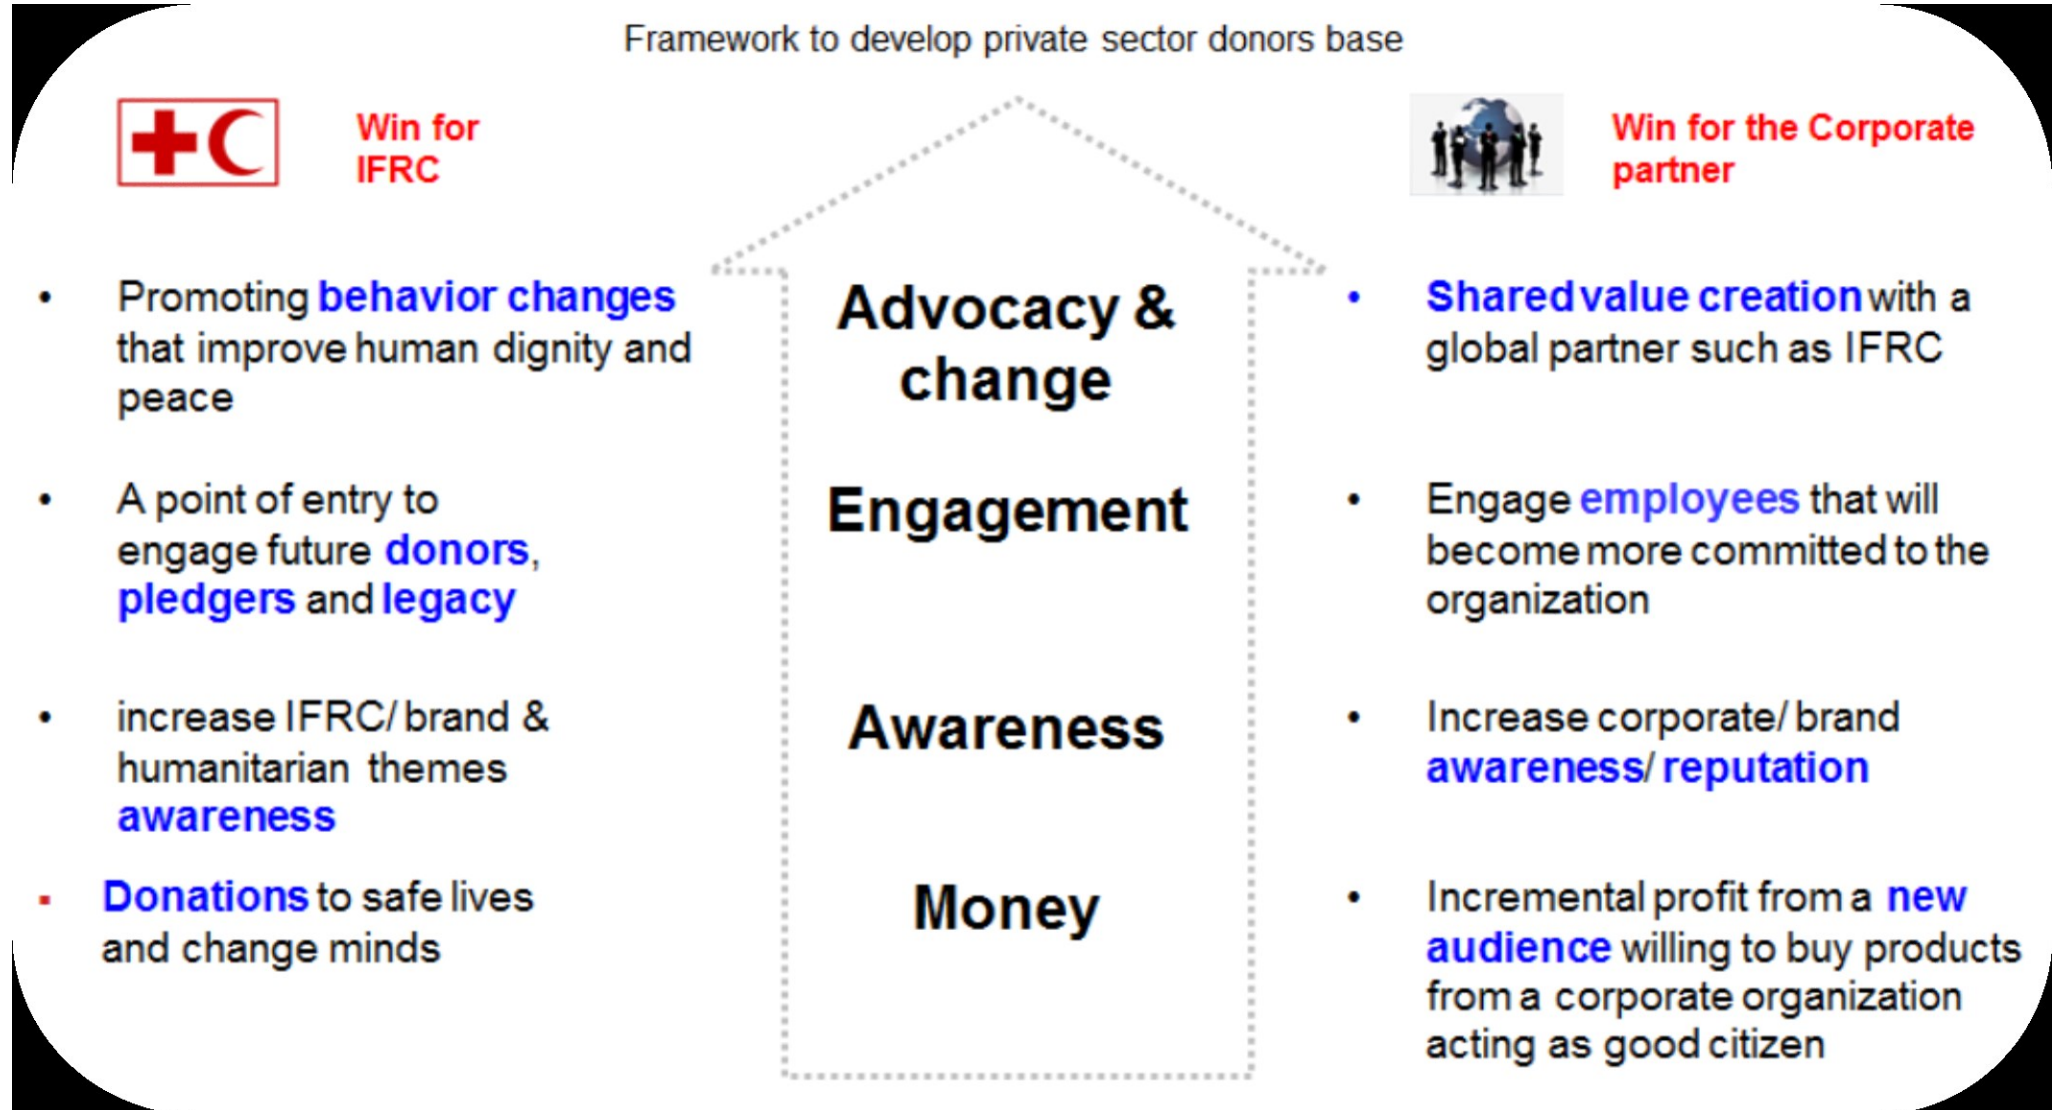 Framework to develop private sector donors base
Win for
IFRC
Win for the Corporate
partner
• Promoting behavior changes
that improve human dignity and
peace
Advocacy &
change
• Shared value creation with a
global partner such as IFRC
• A point of entry to
engage future donors,
pledgers and legacy
Engagement
• Engage employees that will
become more committed to the
organization
• increase IFRC/ brand &
humanitarian themes
awareness
Awareness
• Increase corporate/ brand
awareness/ reputation
▪ Donations to safe lives
and change minds
Money
• Incremental profit from a new
audience willing to buy products
from a corporate organization
acting as good citizen